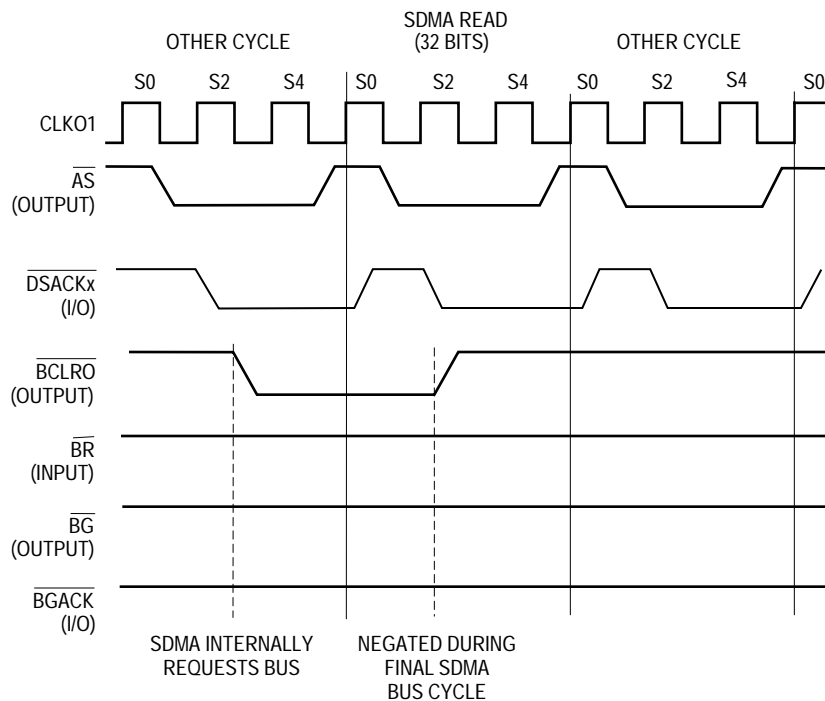 SDMA READ
(32 BITS)
OTHER CYCLE
OTHER CYCLE
S0 S2 S4 S0 S2 S4 S0 S2 S4 S0
CLKO1
AS
(OUTPUT)
DSACKx
(I/O)
BCLRO
(OUTPUT)
BR
(INPUT)
BG
(OUTPUT)
BGACK
(I/O)
SDMA INTERNALLY
REQUESTS BUS
NEGATED DURING
FINAL SDMA
BUS CYCLE